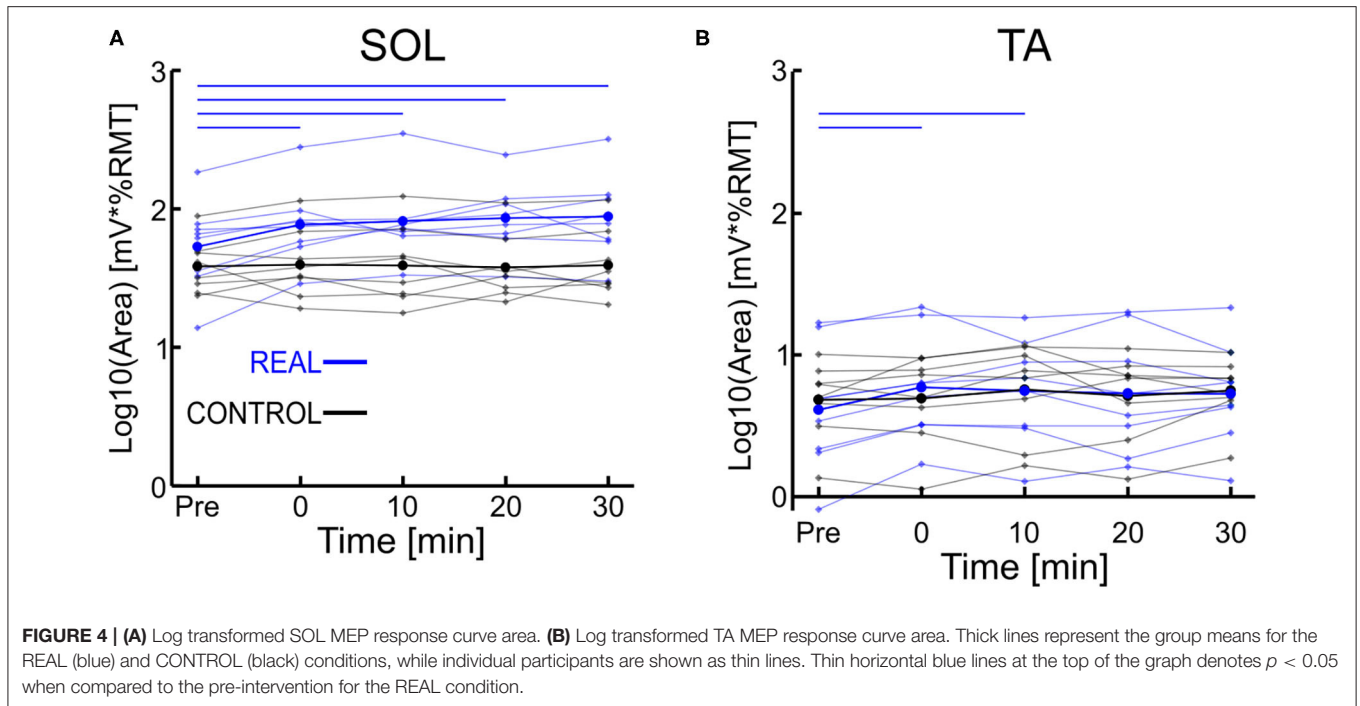 A
SOL
Log10(Area) [mV*%RMT]
3
2
1
0
REAL
CONTROL
Pre 0 10 20 30
Time [min]
B
TA
Log10(Area) [mV*%RMT]
3
2
1
0
Pre 0 10 20 30
Time [min]
FIGURE 4 | (A) Log transformed SOL MEP response curve area. (B) Log transformed TA MEP response curve area. Thick lines represent the group means for the
REAL (blue) and CONTROL (black) conditions, while individual participants are shown as thin lines. Thin horizontal blue lines at the top of the graph denotes p < 0.05
when compared to the pre-intervention for the REAL condition.